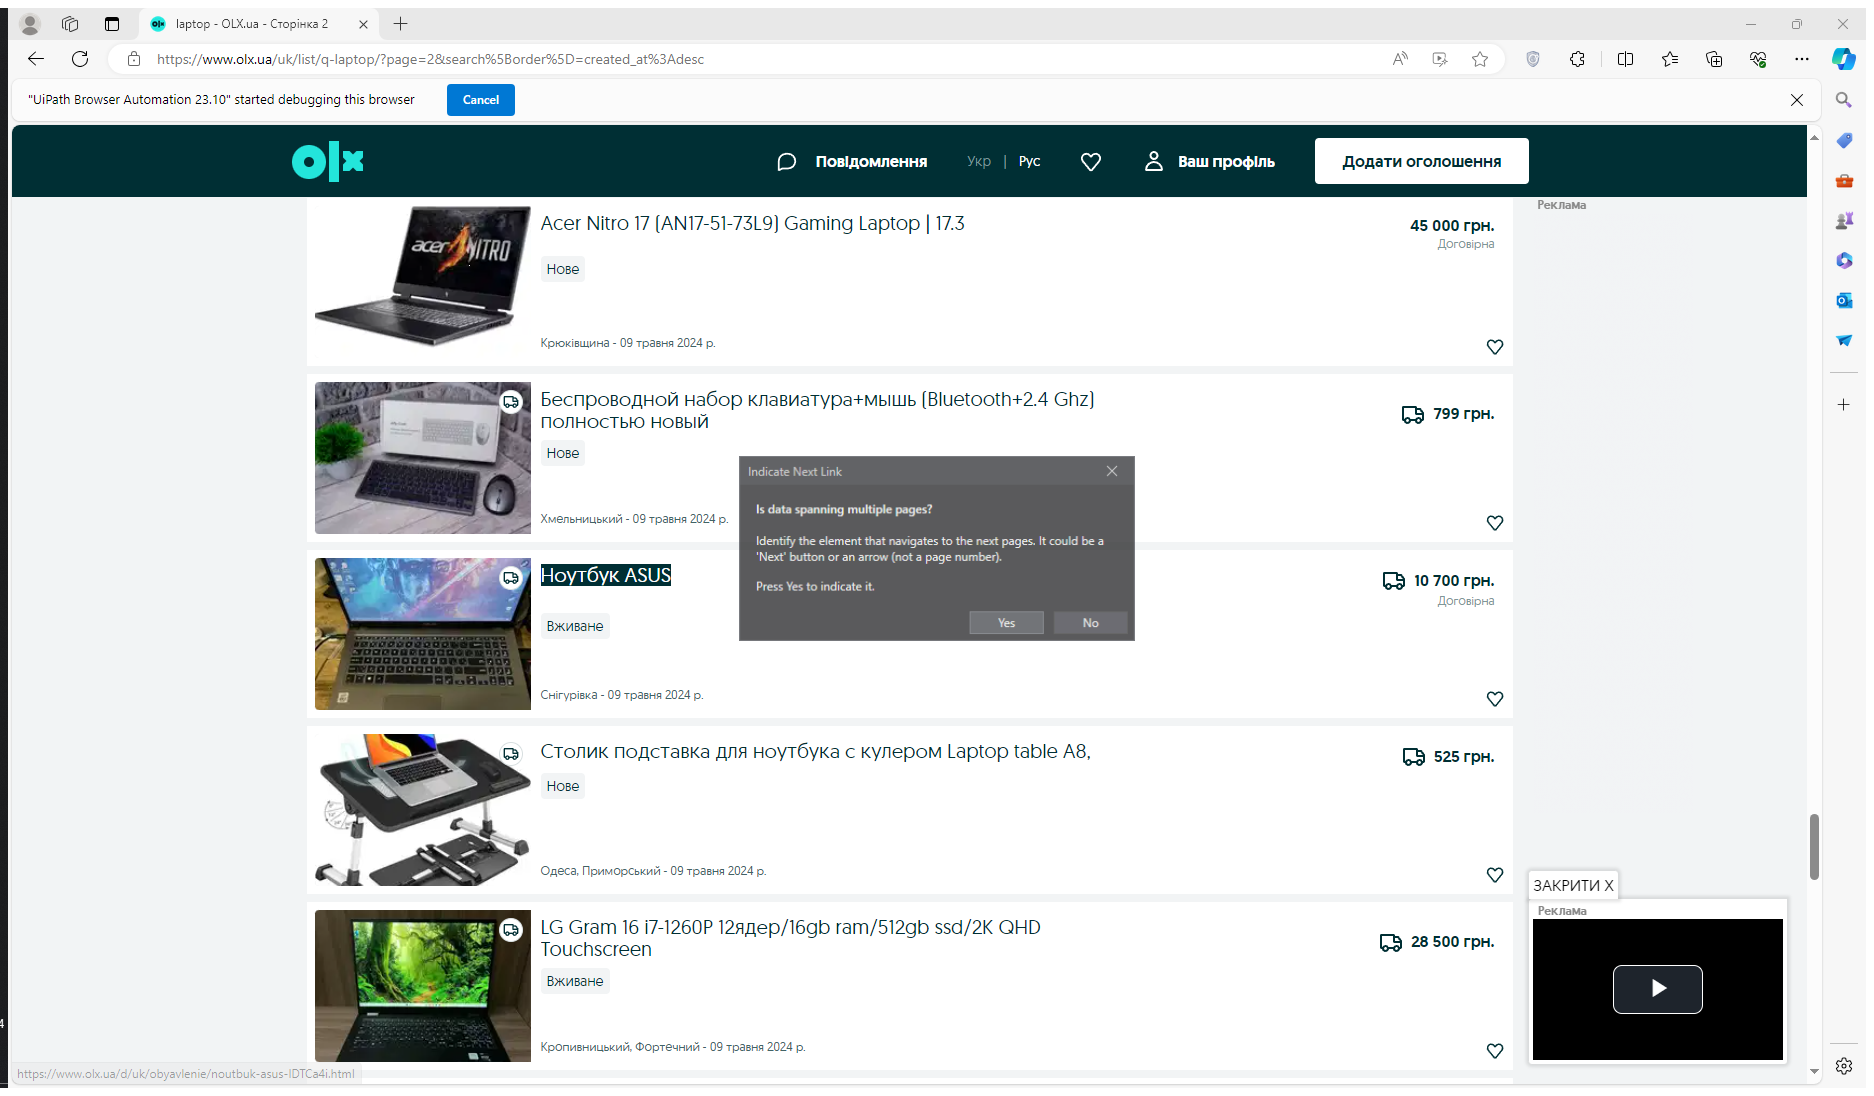 laptop - OLX.ua - Сторінка 2
https://www.olx.ua/uk/list/q-laptop/?page=2&search%5Border%5D=created_at%3Adesc
"UiPath Browser Automation 23.10" started debugging this browser
Cancel
olx
Повідомлення
Укр | Рус
Ваш профіль
Додати оголошення
Реклама
Acer Nitro 17 (AN17-51-73L9) Gaming Laptop | 17.3
45 000 грн.
Договірна
Нове
Крюківщина - 09 травня 2024 р.
acer NITRO
Беспроводной набор клавиатура+мышь (Bluetooth+2.4 Ghz)
полностью новый
799 грн.
Нове
Хмельницький - 09 травня 2024 р.
Indicate Next Link
Is data spanning multiple pages?
Identify the element that navigates to the next pages. It could be a
'Next' button or an arrow (not a page number).
Press Yes to indicate it.
Yes
No
Ноутбук ASUS
10 700 грн.
Договірна
Вживане
Снігурівка - 09 травня 2024 р.
Столик подставка для ноутбука с кулером Laptop table A8,
525 грн.
Нове
Одеса, Приморський - 09 травня 2024 р.
LG Gram 16 i7-1260P 12ядер/16gb ram/512gb ssd/2K QHD
Touchscreen
28 500 грн.
Вживане
Кропивницький, Фортечний - 09 травня 2024 р.
ЗАКРИТИ X
Реклама
4
https://www.olx.ua/d/uk/obyavlenie/noutbuk-asus-IDTCa4i.html